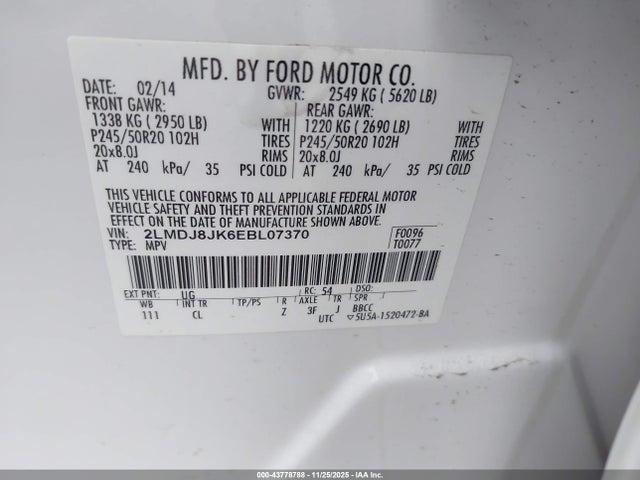 MFD. BY FORD MOTOR CO.
DATE: 02/14 GVWR: 2549 KG ( 5620 LB)
FRONT GAWR: REAR GAWR:
1338 KG ( 2950 LB) WITH 1220 KG ( 2690 LB) WITH
P245/50R20 102H TIRES P245/50R20 102H TIRES
20x8.0J RIMS 20x8.0J RIMS
AT 240 kPa/ 35 PSI COLD AT 240 kPa/ 35 PSI COLD
THIS VEHICLE CONFORMS TO ALL APPLICABLE FEDERAL MOTOR
VEHICLE SAFETY AND THEFT PREVENTION STANDARDS IN
EFFECT ON THE DATE OF MANUFACTURE SHOWN ABOVE.
VIN: 2LMDJ8JK6EBL07370 F0096
TYPE: MPV T0077
EXT PNT: UG RC: 54 DSO:
WB INT TR TP/PS R AXLE TR SPR
111 CL Z 3F J BBCC
UTC ▽5U5A-1520472-BA
000-43778788 - 11/25/2025 - IAA Inc.